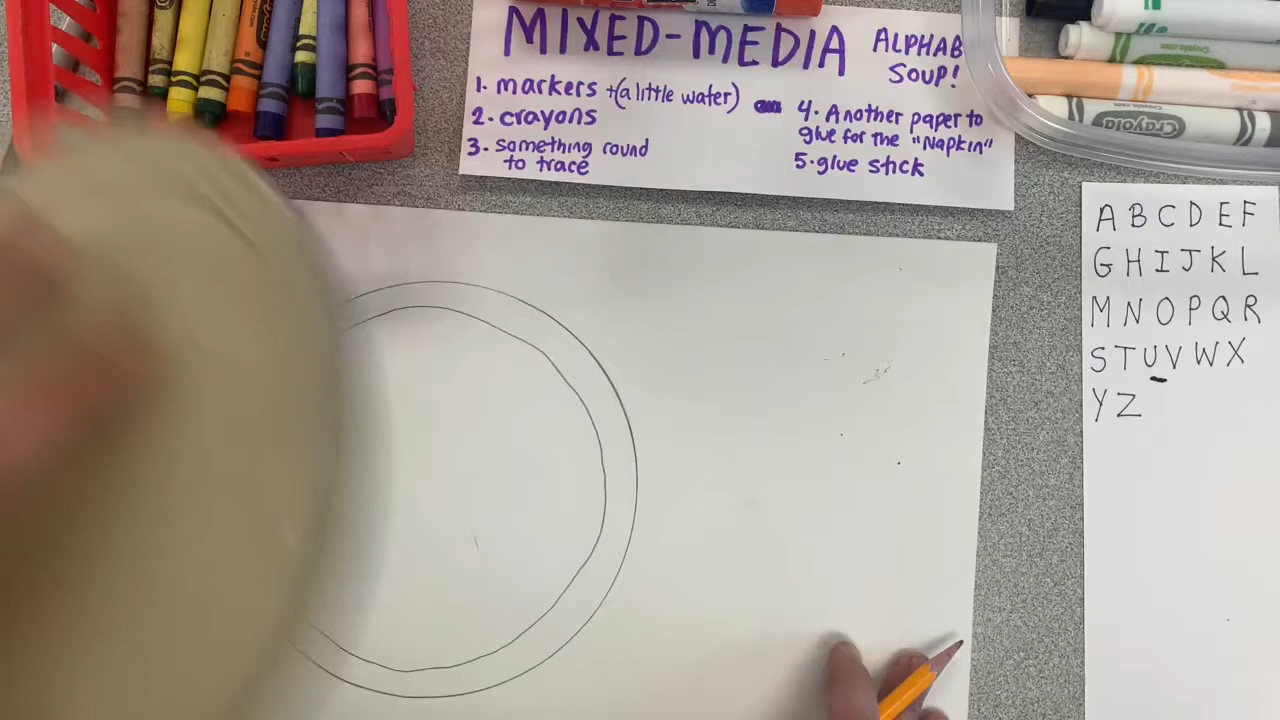 MIXED-MEDIA
ALPHAB
SOUP!
1. markers +(a little water)
2. crayons
3. something round
to trace
4. Another paper to
glue for the "Napkin"
5. glue stick
Crayola
A B C D E F
G H I J K L
M N O P Q R
S T U V W X
Y Z